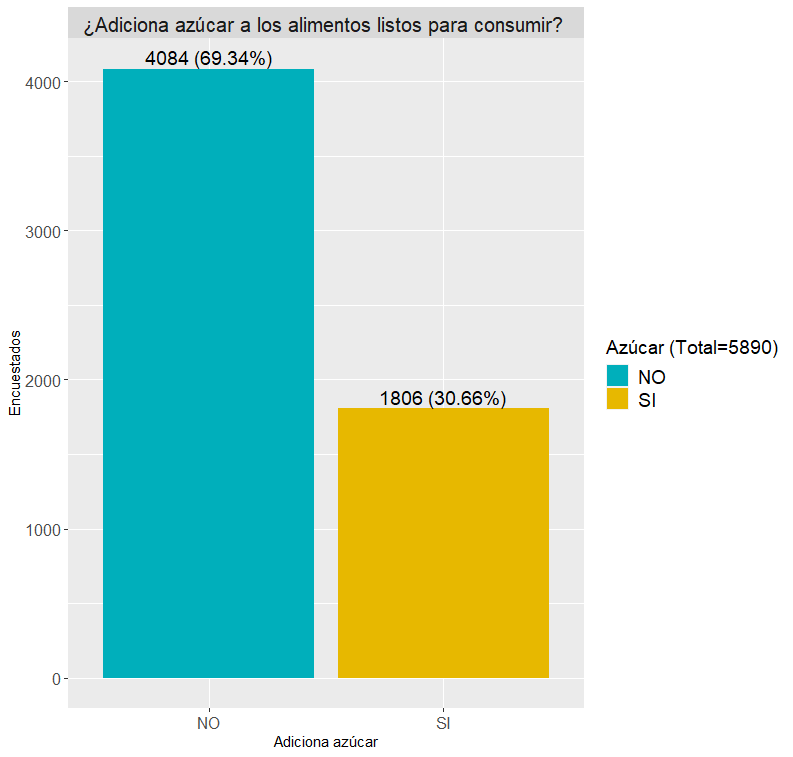 ¿Adiciona azúcar a los alimentos listos para consumir?
4084 (69.34%)
4000
3000
2000
1000
0
Encuestados
1806 (30.66%)
NO
SI
Adiciona azúcar
Azúcar (Total=5890)
NO
SI